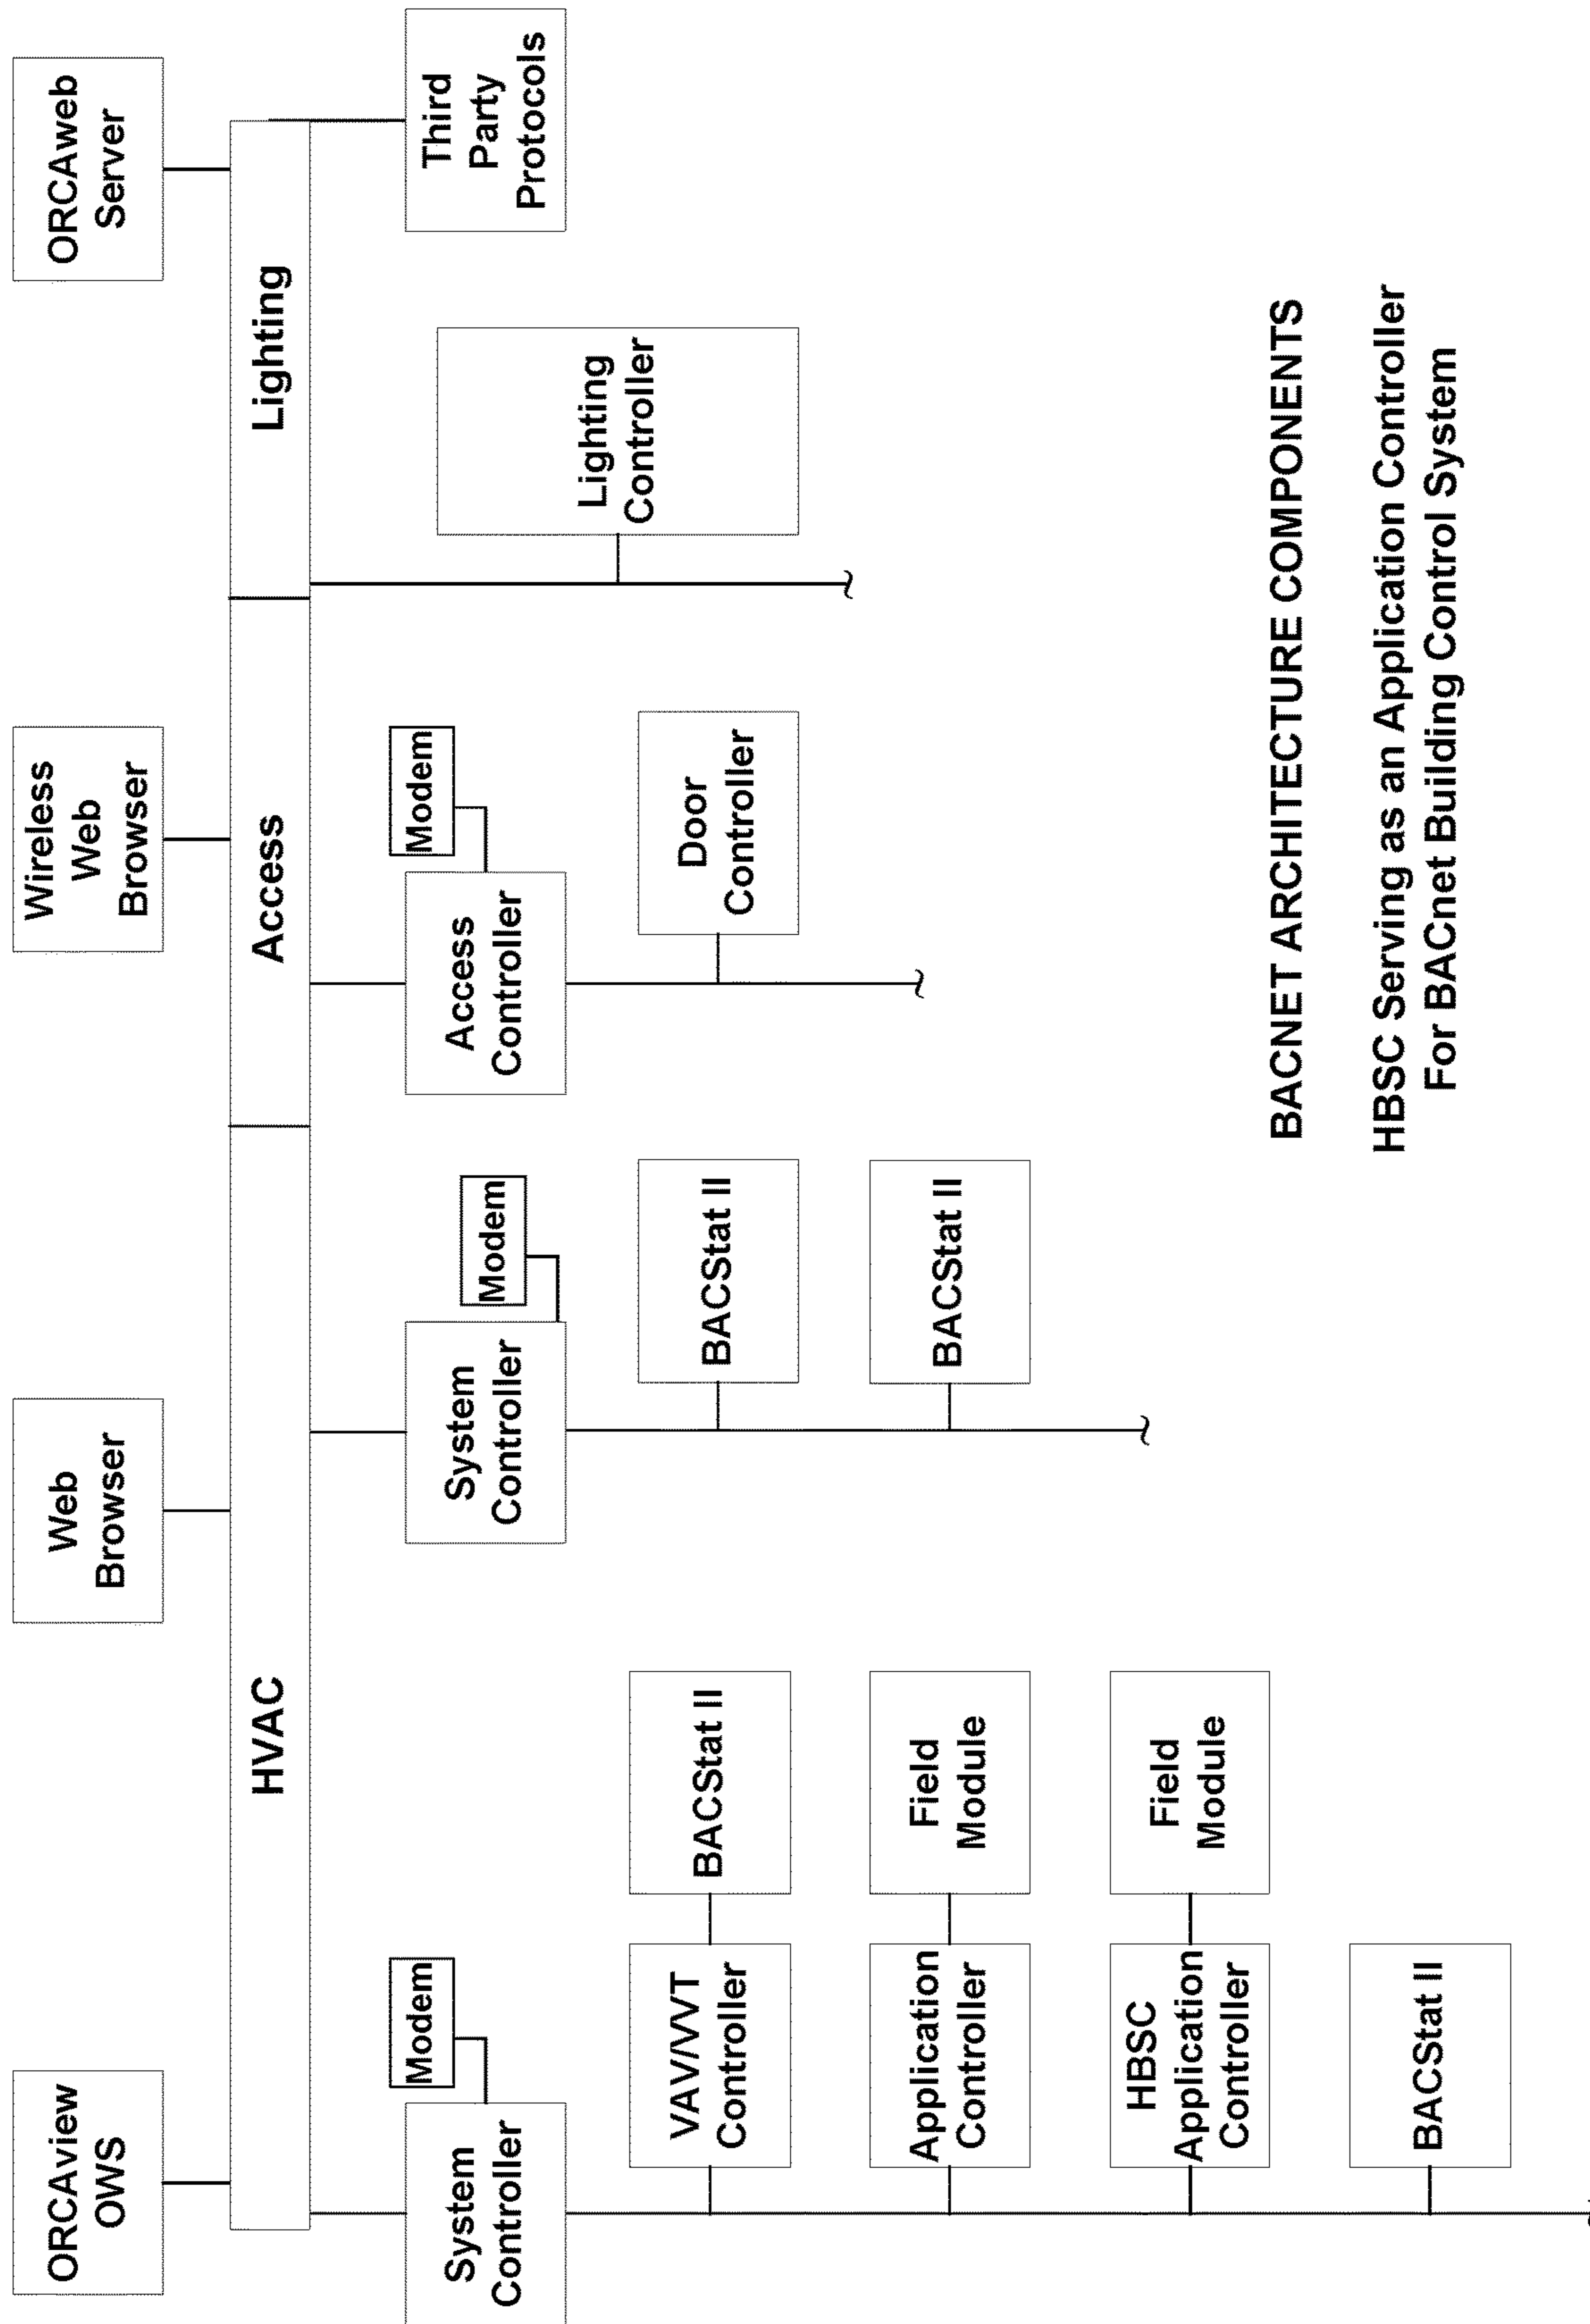 ORCAview
OWS
Web
Browser
Wireless
Web
Browser
ORCAweb
Server
HVAC
Access
Lighting
System
Controller
Modem
System
Controller
Modem
Access
Controller
Modem
Third
Party
Protocols
VAV/VVT
Controller
BACStat II
BACStat II
Door
Controller
Lighting
Controller
Application
Controller
Field
Module
BACStat II
HBSC
Application
Controller
Field
Module
BACStat II
BACNET ARCHITECTURE COMPONENTS
HBSC Serving as an Application Controller
For BACnet Building Control System